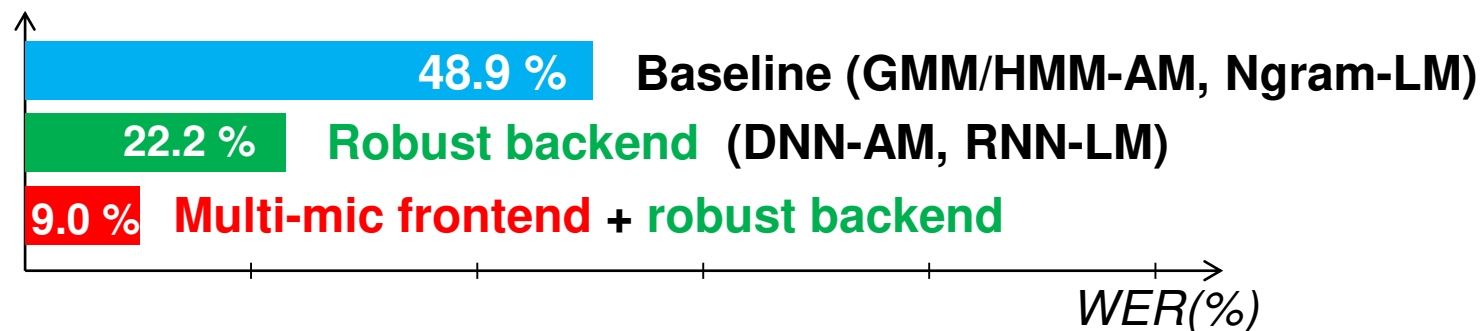 48.9 % Baseline (GMM/HMM-AM, Ngram-LM)
22.2 % Robust backend (DNN-AM, RNN-LM)
9.0 % Multi-mic frontend + robust backend
WER(%)